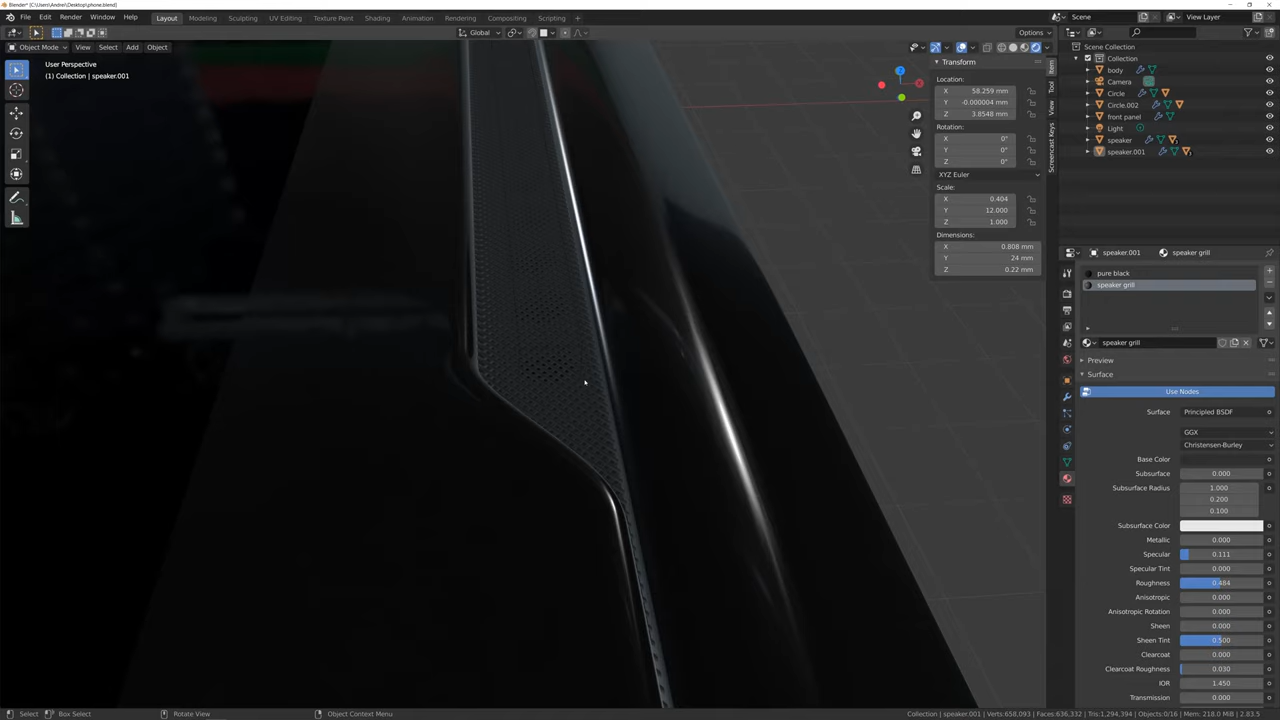 Blender* [C:\Users\Andrei\Desktop\phone.blend]
File Edit Render Window Help Layout Modeling Sculpting UV Editing Texture Paint Shading Animation Rendering Compositing Scripting Scene View Layer
Global Options
Object Mode View Select Add Object
User Perspective
(1) Collection | speaker.001
Transform
Location:
X 58.259 mm
Y -0.000004 mm
Z 3.8548 mm
Rotation:
X 0°
Y 0°
Z 0°
XYZ Euler
Scale:
X 0.404
Y 12.000
Z 1.000
Dimensions:
X 0.808 mm
Y 24 mm
Z 0.22 mm
Item
Tool
View
Screencast Keys
Scene Collection
Collection
body
Camera
Circle
Circle.002
front panel
Light
speaker
speaker.001
speaker.001 speaker grill
pure black
speaker grill
speaker grill
Preview
Surface
Use Nodes
Surface Principled BSDF
GGX
Christensen-Burley
Base Color
Subsurface 0.000
Subsurface Radius 1.000
0.200
0.100
Subsurface Color
Metallic 0.000
Specular 0.111
Specular Tint 0.000
Roughness 0.484
Anisotropic 0.000
Anisotropic Rotation 0.000
Sheen 0.000
Sheen Tint 0.500
Clearcoat 0.000
Clearcoat Roughness 0.030
IOR 1.450
Transmission 0.000
Select Box Select Rotate View Object Context Menu Collection | speaker.001 | Verts:658,093 | Faces:636,332 | Tris:1,294,394 | Objects:0/16 | Mem: 218.0 MiB | 2.83.5